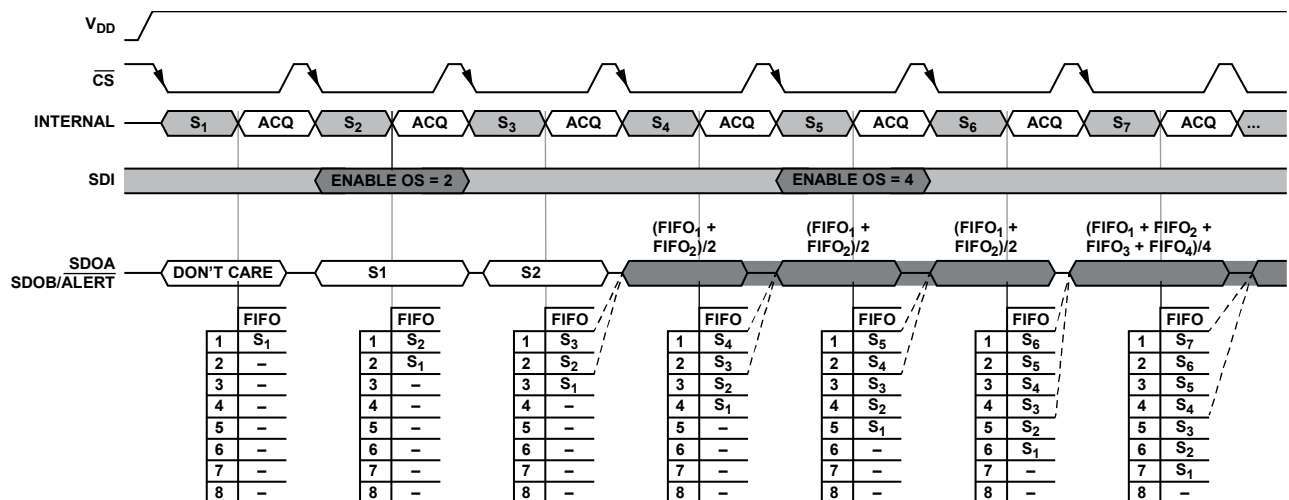 VDD
CS
INTERNAL S1 ACQ S2 ACQ S3 ACQ S4 ACQ S5 ACQ S6 ACQ S7 ACQ ...
SDI ENABLE OS = 2 ENABLE OS = 4
(FIFO1 + (FIFO1 + (FIFO1 + (FIFO1 + FIFO2 +
FIFO2)/2 FIFO2)/2 FIFO2)/2 FIFO3 + FIFO4)/4
SDOA
SDOB/ALERT DON'T CARE S1 S2
FIFO FIFO FIFO FIFO FIFO FIFO FIFO
1 S1 1 S2 1 S3 1 S4 1 S5 1 S6 1 S7
2 – 2 S1 2 S2 2 S3 2 S4 2 S5 2 S6
3 – 3 – 3 S1 3 S2 3 S3 3 S4 3 S5
4 – 4 – 4 – 4 S1 4 S2 4 S3 4 S4
5 – 5 – 5 – 5 – 5 S1 5 S2 5 S3
6 – 6 – 6 – 6 – 6 – 6 S1 6 S2
7 – 7 – 7 – 7 – 7 – 7 – 7 S1
8 – 8 – 8 – 8 – 8 – 8 – 8 –